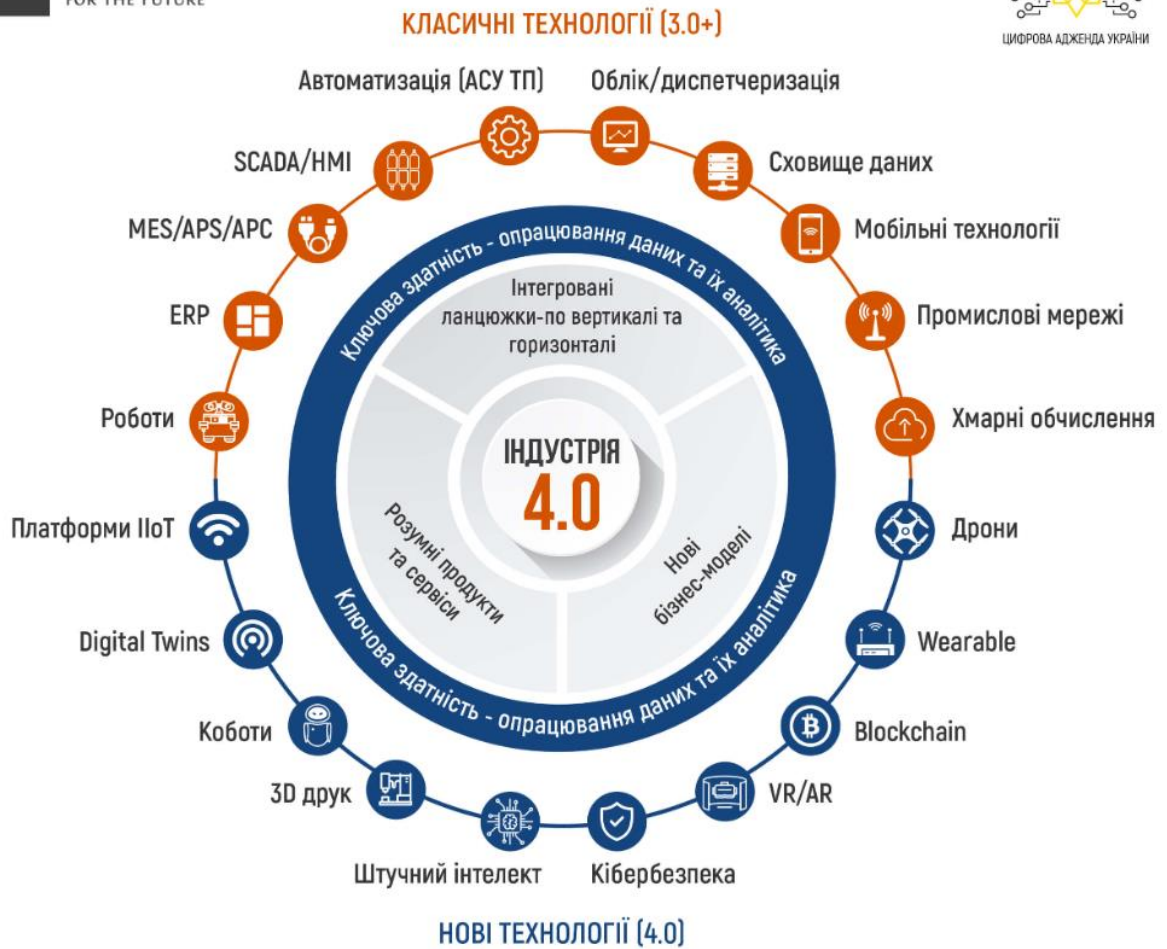 FOR THE FUTURE
ЦИФРОВА АДЖЕНДА УКРАЇНИ
КЛАСИЧНІ ТЕХНОЛОГІЇ (3.0+)
Автоматизація (АСУ ТП)
Облік/диспетчеризація
SCADA/HMI
Сховище даних
MES/APS/APC
Мобільні технології
ERP
Промислові мережі
Роботи
Хмарні обчислення
Ключова здатність - опрацювання даних та їх аналітика
Інтегровані
ланцюжки-по вертикалі та
горизонталі
ІНДУСТРІЯ
4.0
Розумні продукти
та сервіси
Нові
бізнес-моделі
Ключова здатність - опрацювання даних та їх аналітика
Платформи IIoT
Дрони
Digital Twins
Wearable
Коботи
Blockchain
3D друк
VR/AR
Штучний інтелект
Кібербезпека
НОВІ ТЕХНОЛОГІЇ (4.0)